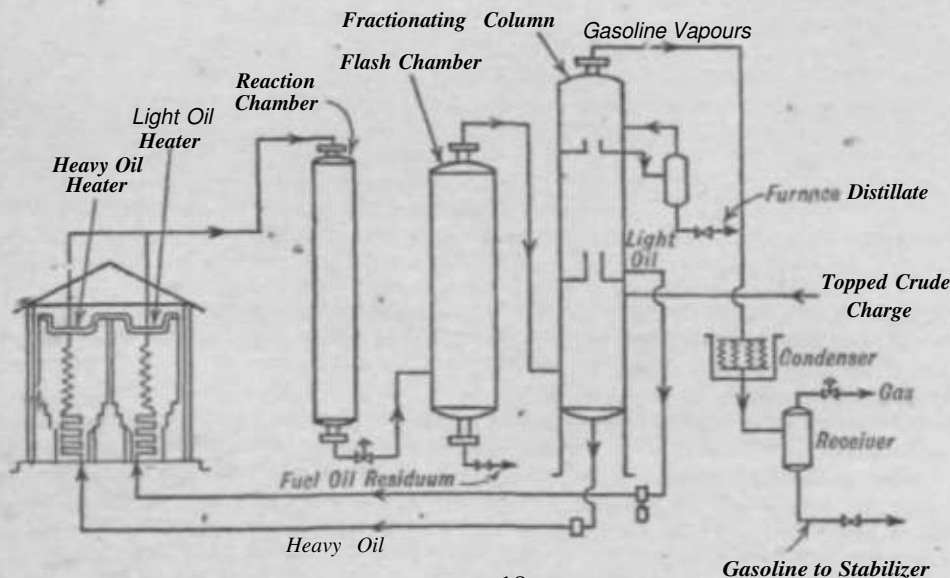 Fractionating Column
Gasoline Vapours
Flash Chamber
Reaction
Chamber
Light Oil
Heater
Heavy Oil
Heater
Furnace Distillate
Light
Oil
Topped Crude
Charge
Condenser
Gas
Receiver
Fuel Oil Residuum
Heavy Oil
Gasoline to Stabilizer